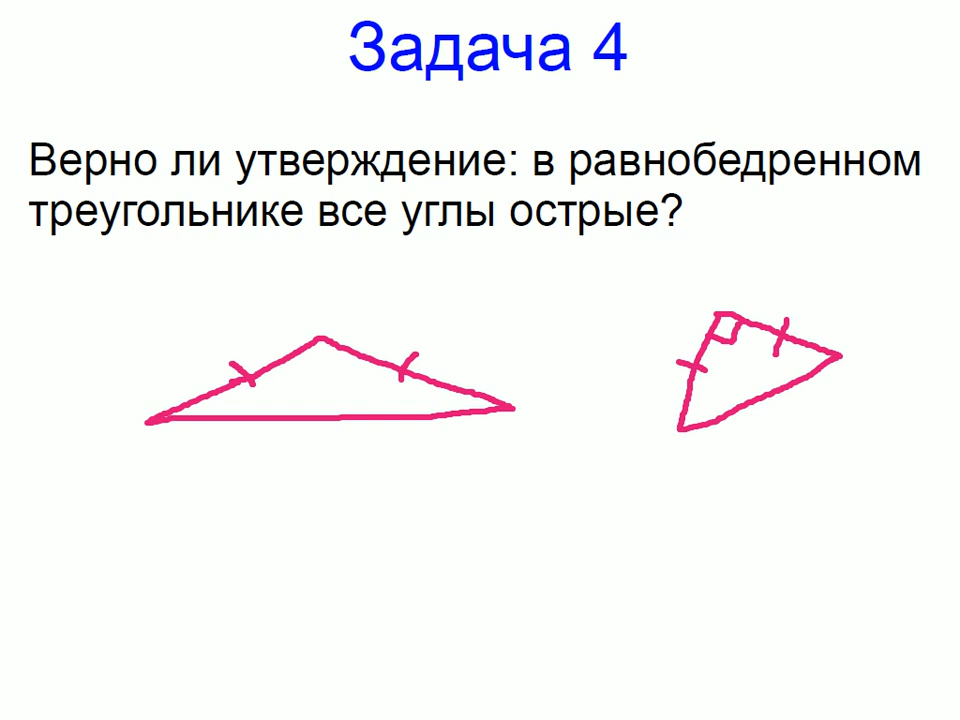 Задача 4
Верно ли утверждение: в равнобедренном
треугольнике все углы острые?